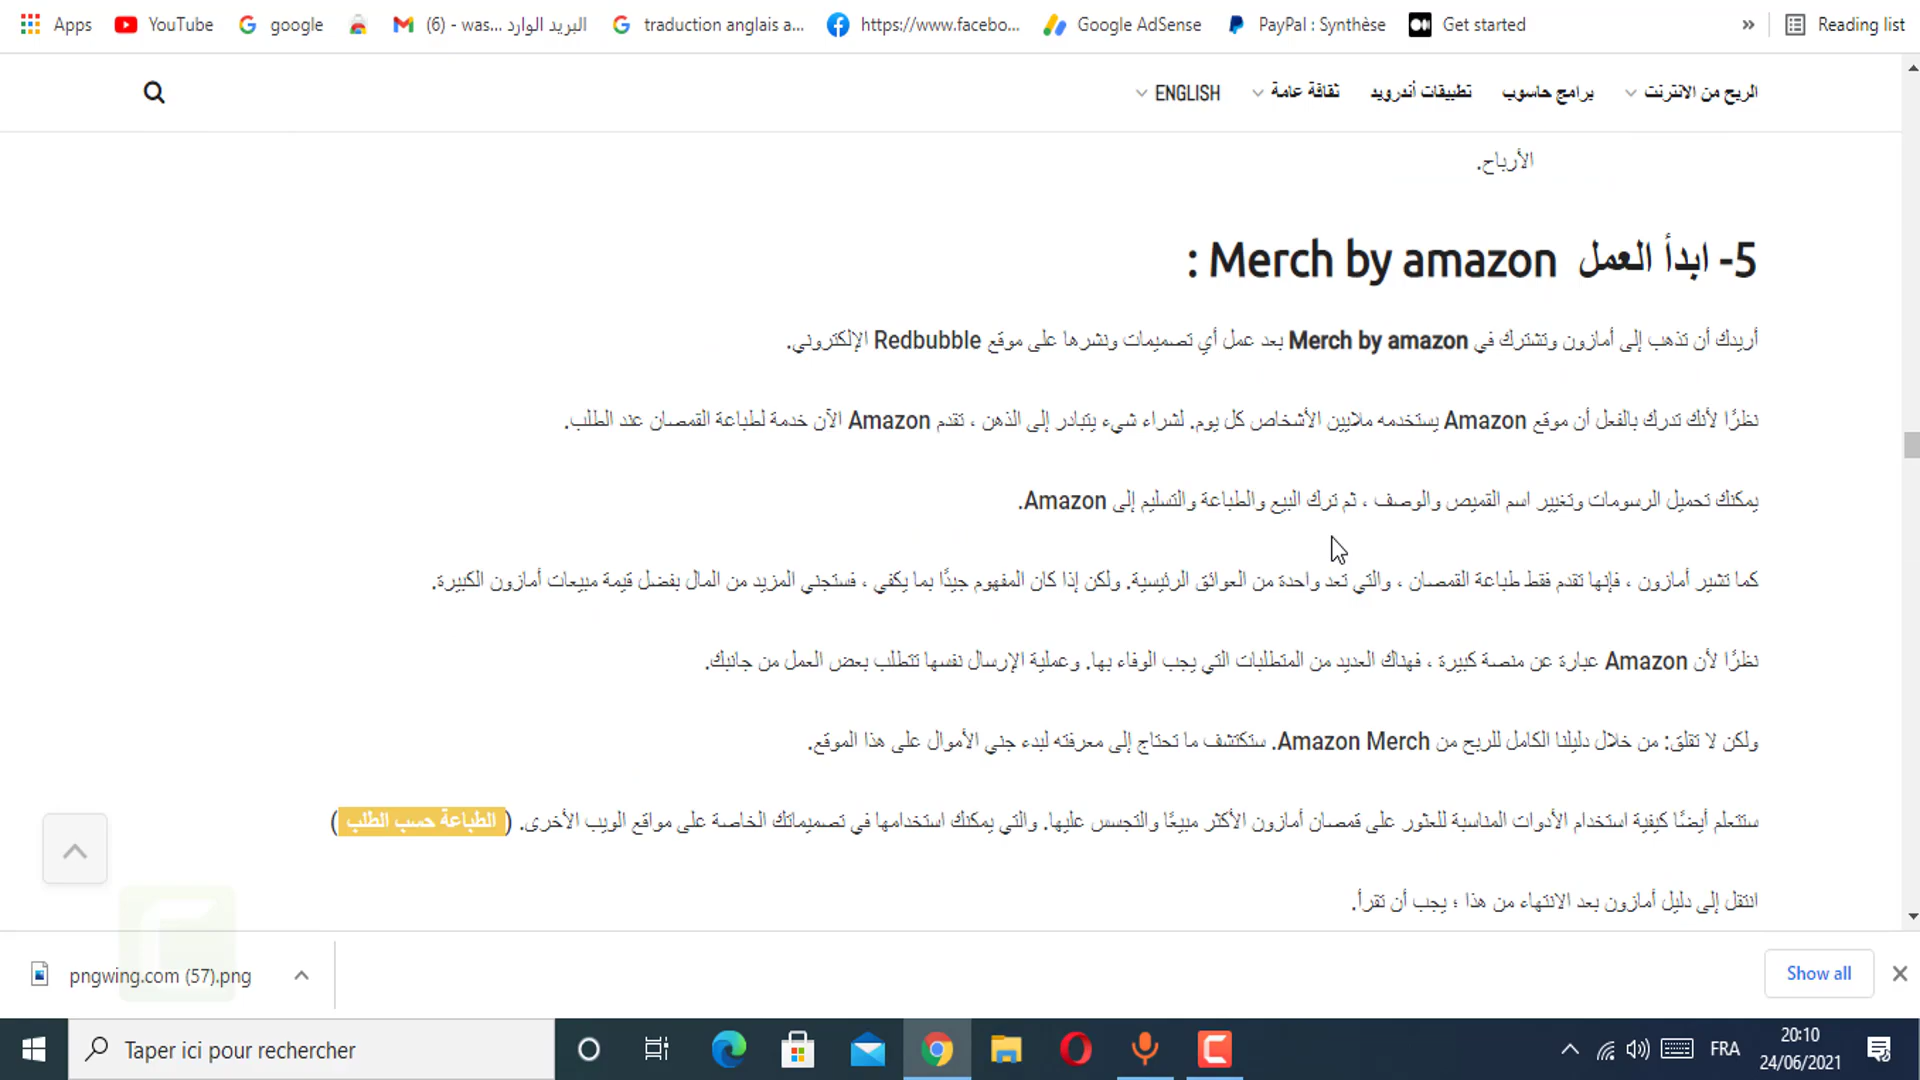 Apps YouTube google (6) - was... البريد الوارد traduction anglais a... https://www.facebo... Google AdSense PayPal : Synthèse Get started » Reading list
الربح من الانترنت برامج حاسوب تطبيقات أندرويد ثقافة عامة ENGLISH
الأرباح.
5- ابدأ العمل Merch by amazon :
أريدك أن تذهب إلى أمازون وتشترك في Merch by amazon بعد عمل أي تصميمات ونشرها على موقع Redbubble الإلكتروني.
نظرًا لأنك تدرك بالفعل أن موقع Amazon يستخدمه ملايين الأشخاص كل يوم. لشراء شيء يتبادر إلى الذهن ، تقدم Amazon الآن خدمة لطباعة القمصان عند الطلب.
يمكنك تحميل الرسومات وتغيير اسم القميص والوصف ، ثم ترك البيع والطباعة والتسليم إلى Amazon.
كما تشير أمازون ، فإنها تقدم فقط طباعة القمصان ، والتي تعد واحدة من العوائق الرئيسية. ولكن إذا كان المفهوم جيدًا بما يكفي ، فستجني المزيد من المال بفضل قيمة مبيعات أمازون الكبيرة.
نظرًا لأن Amazon عبارة عن منصة كبيرة ، فهناك العديد من المتطلبات التي يجب الوفاء بها. وعملية الإرسال نفسها تتطلب بعض العمل من جانبك.
ولكن لا تقلق: من خلال دليلنا الكامل للربح من Amazon Merch. ستكتشف ما تحتاج إلى معرفته لبدء جني الأموال على هذا الموقع.
ستتعلم أيضًا كيفية استخدام الأدوات المناسبة للعثور على قمصان أمازون الأكثر مبيعًا والتجسس عليها. والتي يمكنك استخدامها في تصميماتك الخاصة على مواقع الويب الأخرى. (الطباعة حسب الطلب)
انتقل إلى دليل أمازون بعد الانتهاء من هذا ؛ يجب أن تقرأ.
pngwing.com (57).png Show all
Taper ici pour rechercher FRA 20:10
24/06/2021